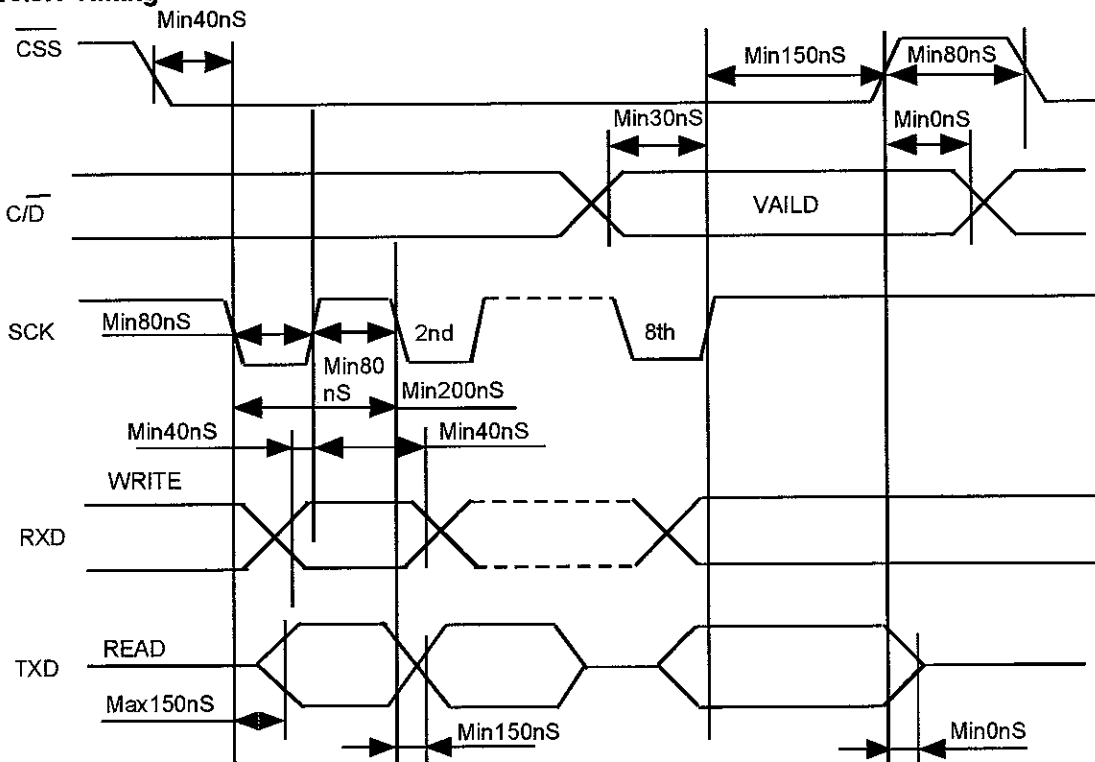 Min40nS
CSS
Min150nS
Min80nS
Min30nS
Min0nS
C/D
VAILD
SCK
Min80nS
2nd
8th
Min80
nS
Min200nS
Min40nS
Min40nS
WRITE
RXD
READ
TXD
Max150nS
Min150nS
Min0nS